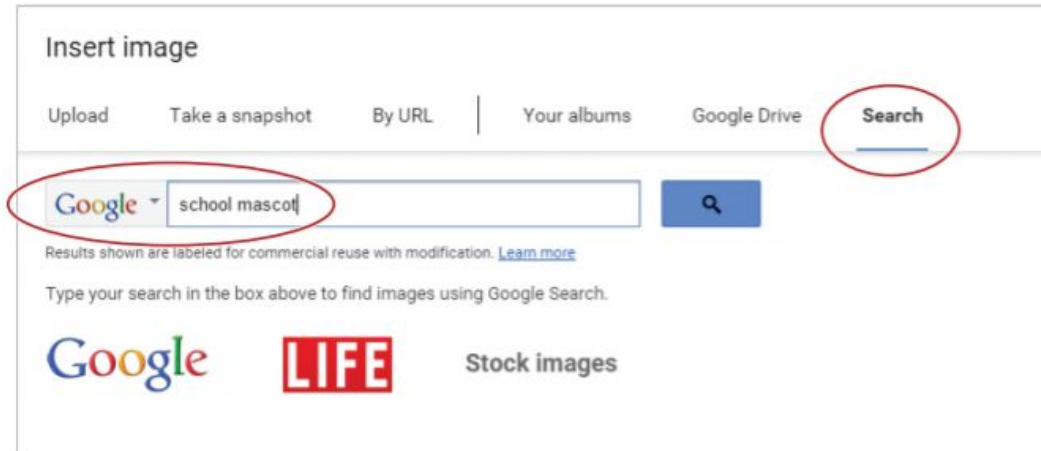 Insert image
Upload Take a snapshot By URL Your albums Google Drive Search
Google school mascot
Results shown are labeled for commercial reuse with modification. Learn more
Type your search in the box above to find images using Google Search.
Google LIFE Stock images